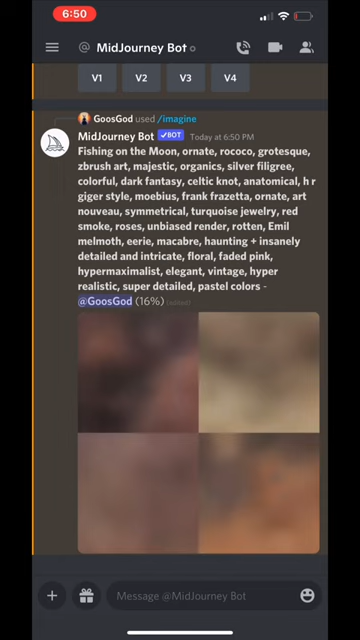 6:50
@ MidJourney Bot
V1 V2 V3 V4
GoosGod used /imagine
MidJourney Bot ✓BOT Today at 6:50 PM
Fishing on the Moon, ornate, rococo, grotesque,
zbrush art, majestic, organics, silver filigree,
colorful, dark fantasy, celtic knot, anatomical, h r
giger style, moebius, frank frazetta, ornate, art
nouveau, symmetrical, turquoise jewelry, red
smoke, roses, unbiased render, rotten, Emil
melmoth, eerie, macabre, haunting + insanely
detailed and intricate, floral, faded pink,
hypermaximalist, elegant, vintage, hyper
realistic, super detailed, pastel colors -
@GoosGod (16%) (edited)
Message @MidJourney Bot